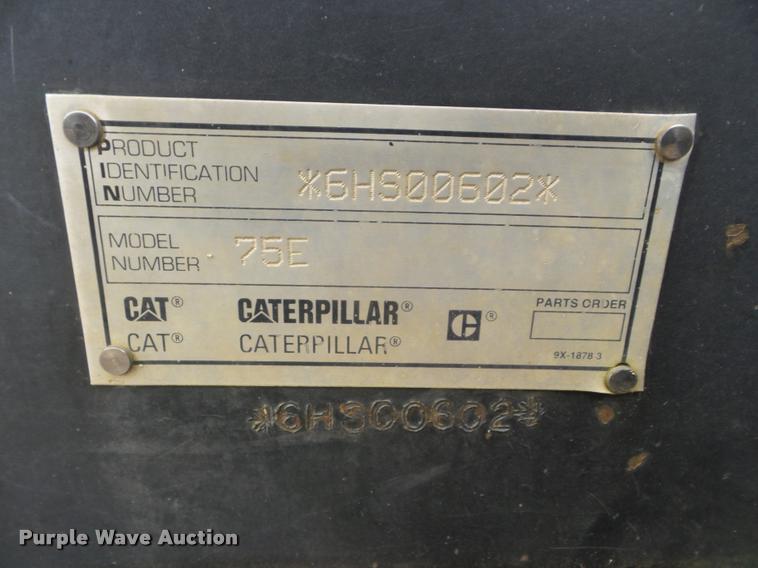 PRODUCT
IDENTIFICATION
NUMBER
*6HS00602*
MODEL
NUMBER
75E
CAT® CATERPILLAR® C®
CAT® CATERPILLAR®
PARTS ORDER
9X-1878 3
*6HS00602*
Purple Wave Auction